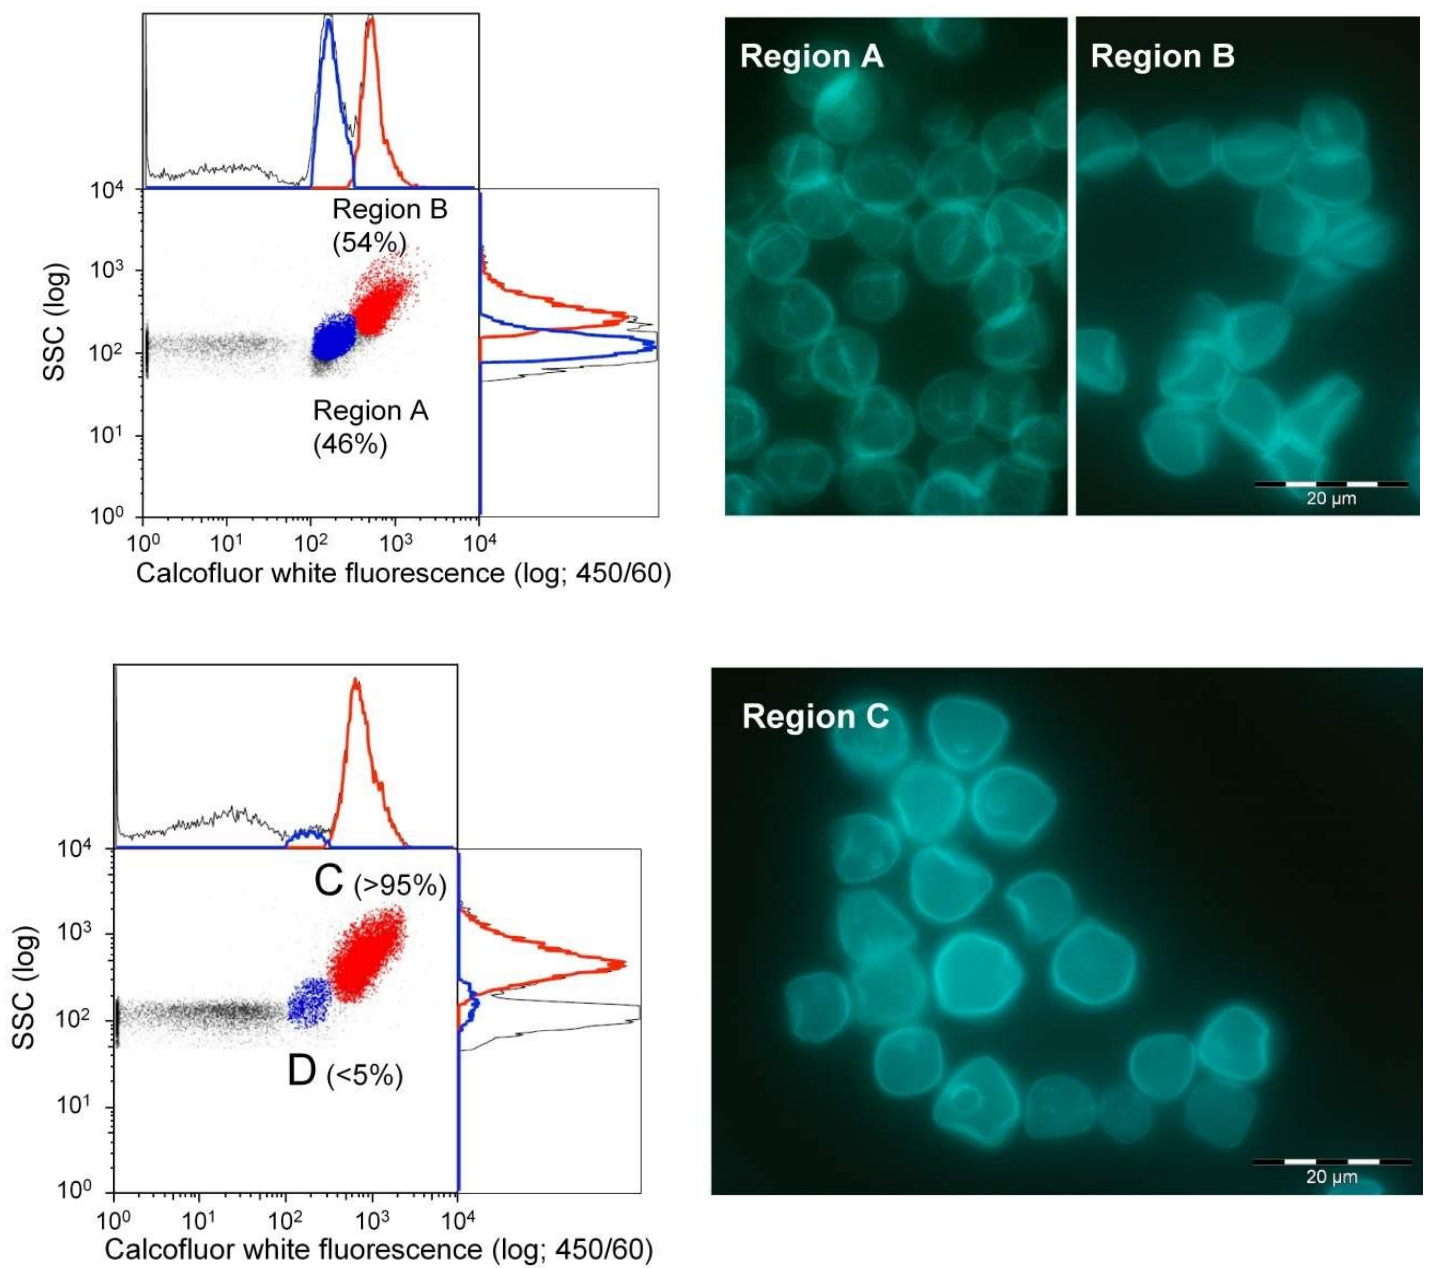 Region A
Region B
10⁴
Region B
(54%)
10³
SSC (log)
10²
Region A
(46%)
10¹
10⁰
20 µm
10⁰ 10¹ 10² 10³ 10⁴
Calcofluor white fluorescence (log; 450/60)
Region C
10⁴
C (>95%)
10³
SSC (log)
10²
D (<5%)
10¹
10⁰
20 µm
10⁰ 10¹ 10² 10³ 10⁴
Calcofluor white fluorescence (log; 450/60)